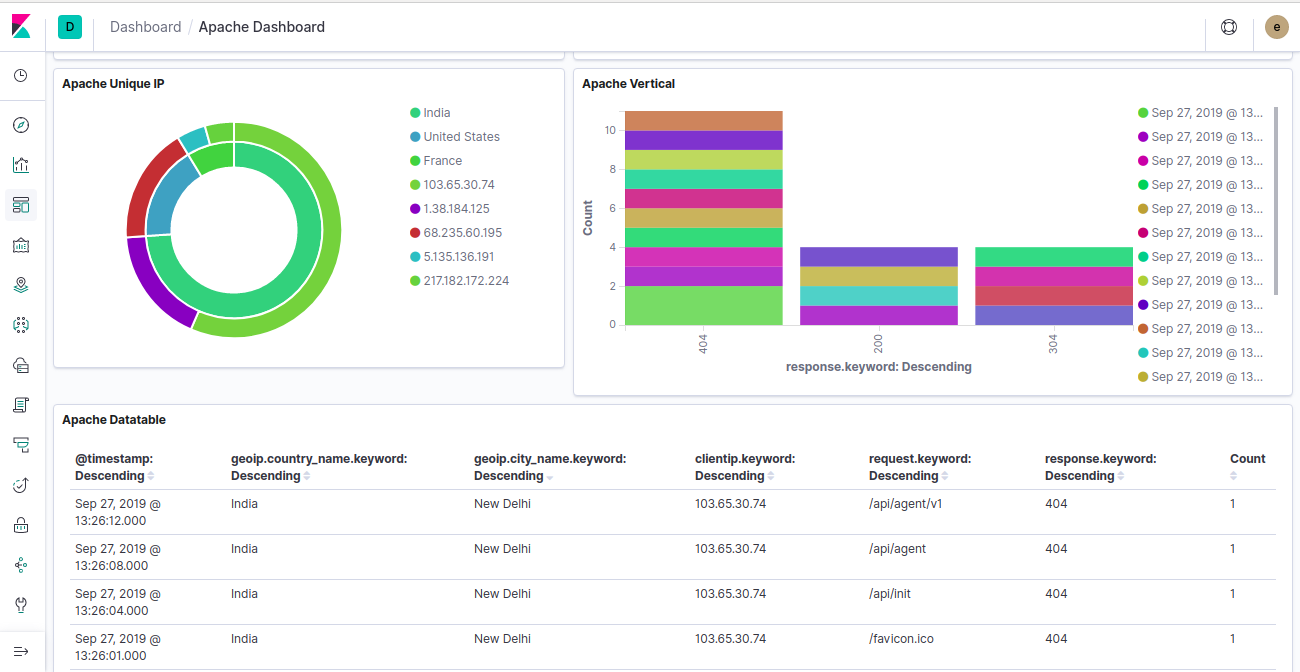 D Dashboard / Apache Dashboard e
Apache Unique IP
India
United States
France
103.65.30.74
1.38.184.125
68.235.60.195
5.135.136.191
217.182.172.224
Apache Vertical
Count
10
8
6
4
2
0
404
200
304
response.keyword: Descending
Sep 27, 2019 @ 13...
Sep 27, 2019 @ 13...
Sep 27, 2019 @ 13...
Sep 27, 2019 @ 13...
Sep 27, 2019 @ 13...
Sep 27, 2019 @ 13...
Sep 27, 2019 @ 13...
Sep 27, 2019 @ 13...
Sep 27, 2019 @ 13...
Sep 27, 2019 @ 13...
Sep 27, 2019 @ 13...
Sep 27, 2019 @ 13...
Apache Datatable
@timestamp: geoip.country_name.keyword: geoip.city_name.keyword: clientip.keyword: request.keyword: response.keyword: Count
Descending Descending Descending Descending Descending Descending
Sep 27, 2019 @ India New Delhi 103.65.30.74 /api/agent/v1 404 1
13:26:12.000
Sep 27, 2019 @ India New Delhi 103.65.30.74 /api/agent 404 1
13:26:08.000
Sep 27, 2019 @ India New Delhi 103.65.30.74 /api/init 404 1
13:26:04.000
Sep 27, 2019 @ India New Delhi 103.65.30.74 /favicon.ico 404 1
13:26:01.000